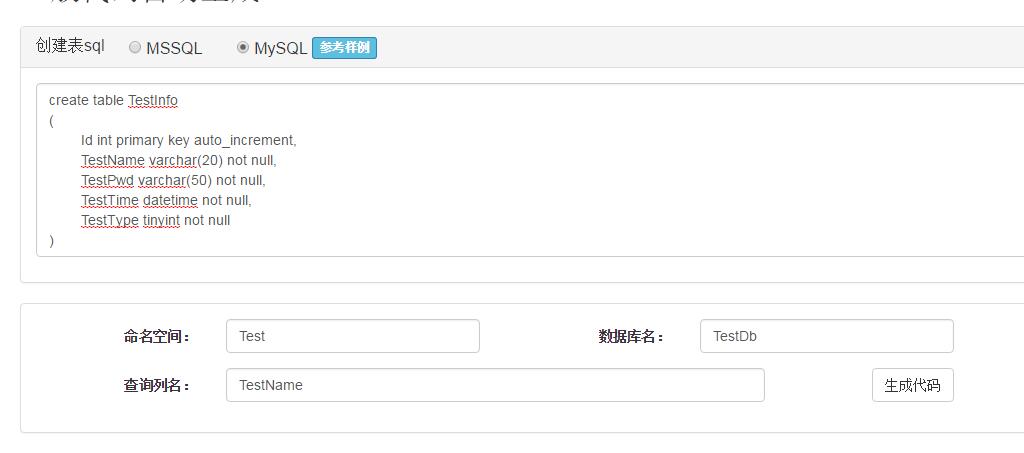 创建表sql MSSQL MySQL 参考样例
create table TestInfo
(
Id int primary key auto_increment,
TestName varchar(20) not null,
TestPwd varchar(50) not null,
TestTime datetime not null,
TestType tinyint not null
)
命名空间： Test 数据库名： TestDb
查询列名： TestName 生成代码